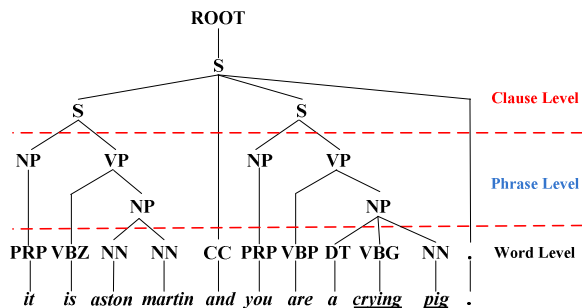 ROOT
S
S S Clause Level
NP VP NP VP
NP NP Phrase Level
PRP VBZ NN NN CC PRP VBP DT VBG NN . Word Level
it is aston martin and you are a crying pig .